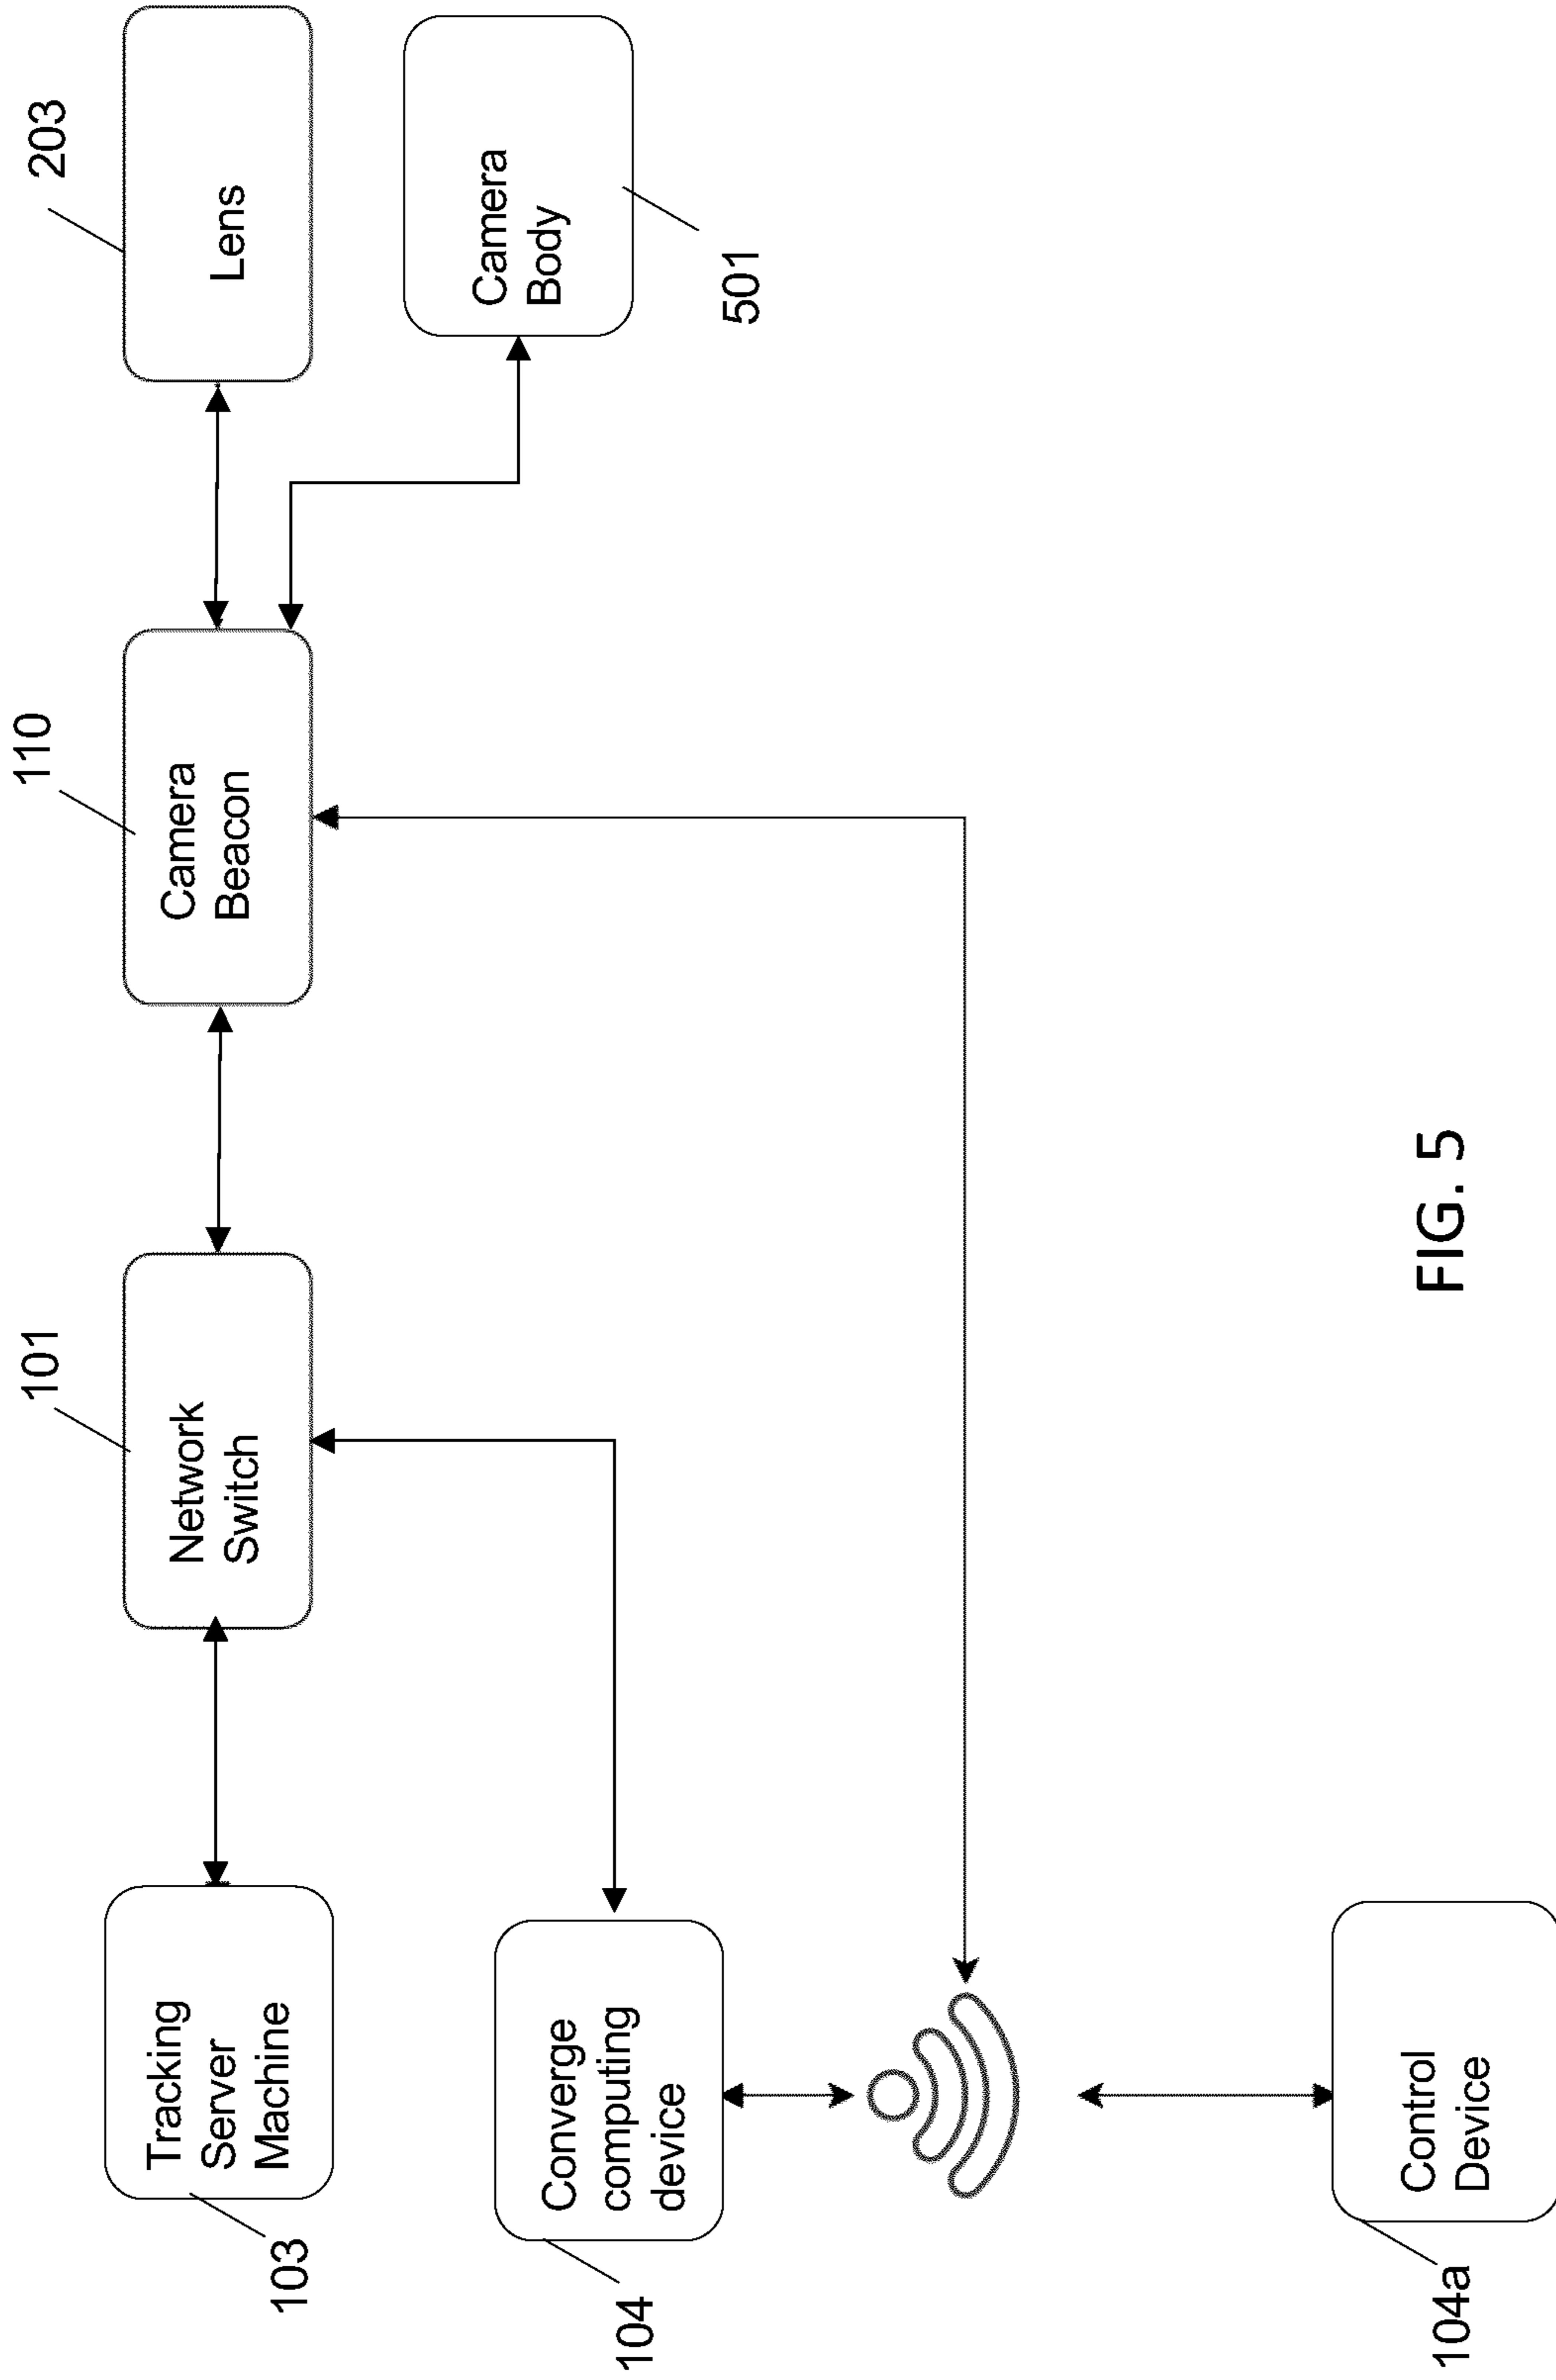 103
Tracking
Server
Machine
101
Network
Switch
110
Camera
Beacon
203
Lens
Camera
Body
501
104
Converge
computing
device
104a
Control
Device
FIG. 5